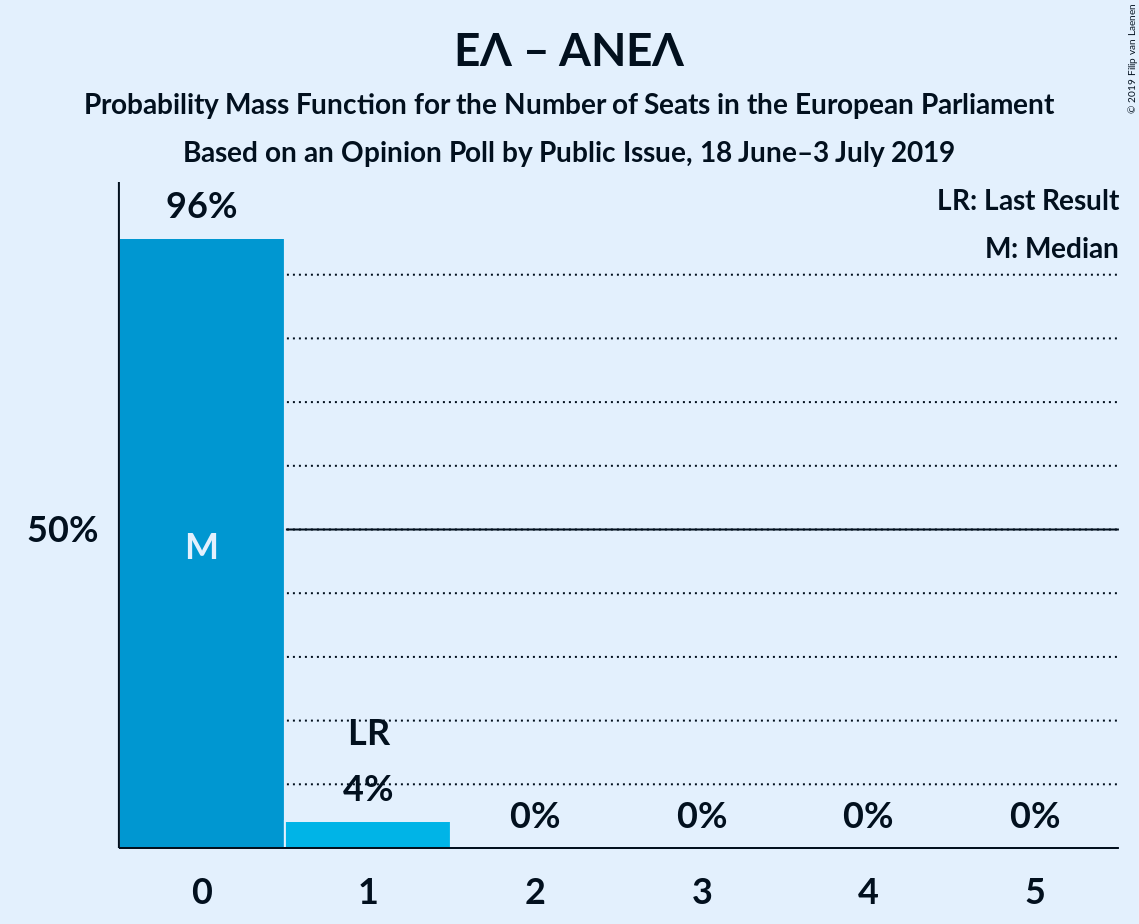 ΕΛ – ΑΝΕΛ
Probability Mass Function for the Number of Seats in the European Parliament
Based on an Opinion Poll by Public Issue, 18 June–3 July 2019
© 2019 Filip van Laenen
LR: Last Result
M: Median
96%
50%
M
LR
4%
0%
0%
0%
0%
0
1
2
3
4
5